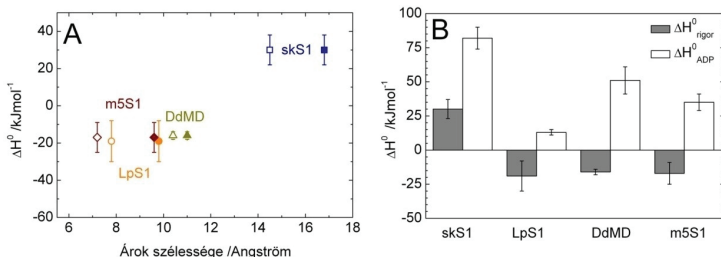 A
ΔH⁰ /kJmol⁻¹
40
20
0
-20
-40
-60
6
8
10
12
14
16
18
Árok szélessége /Angström
skS1
m5S1
DdMD
LpS1
B
ΔH⁰ /kJmol⁻¹
100
75
50
25
0
-25
-50
ΔH⁰rigor
ΔH⁰ADP
skS1
LpS1
DdMD
m5S1